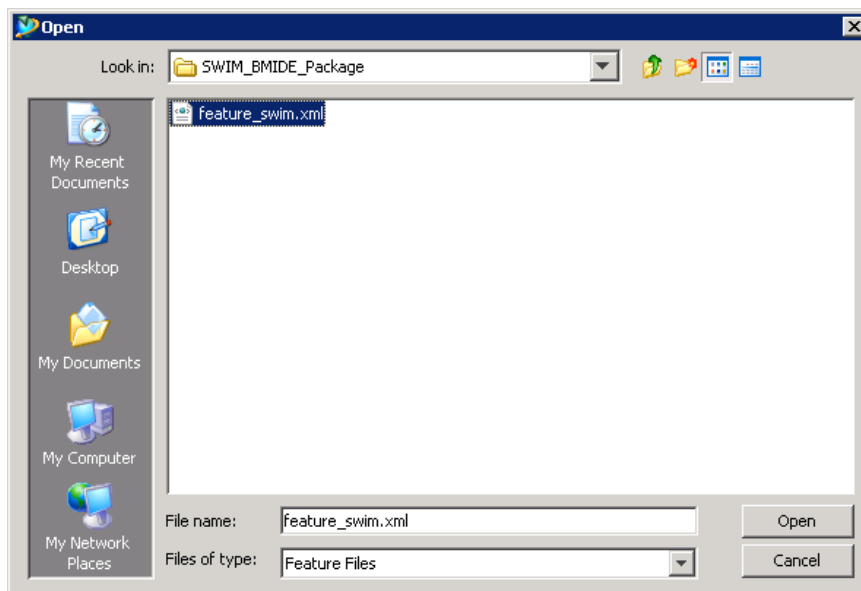 Open
Look in:
SWIM_BMIDE_Package
feature_swim.xml
My Recent
Documents
Desktop
My Documents
My Computer
My Network
Places
File name:
feature_swim.xml
Open
Files of type:
Feature Files
Cancel